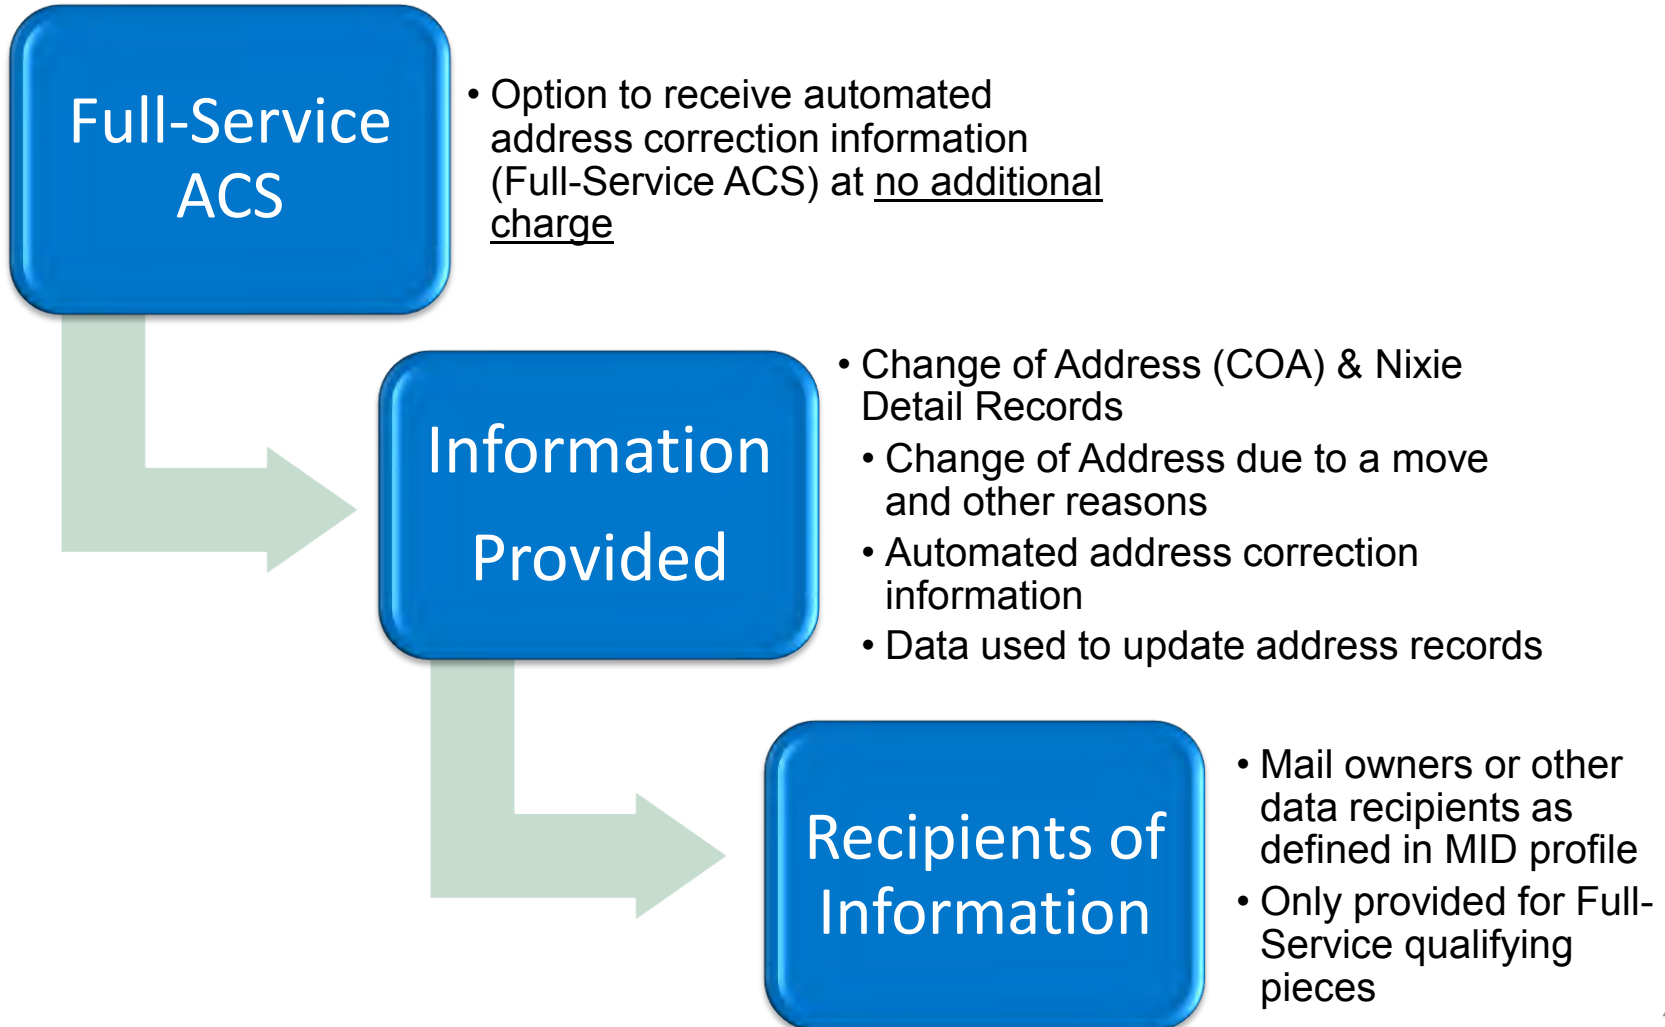 Full-Service
ACS
• Option to receive automated
address correction information
(Full-Service ACS) at no additional
charge
Information
Provided
• Change of Address (COA) & Nixie
Detail Records
• Change of Address due to a move
and other reasons
• Automated address correction
information
• Data used to update address records
Recipients of
Information
• Mail owners or other
data recipients as
defined in MID profile
• Only provided for Full-
Service qualifying
pieces